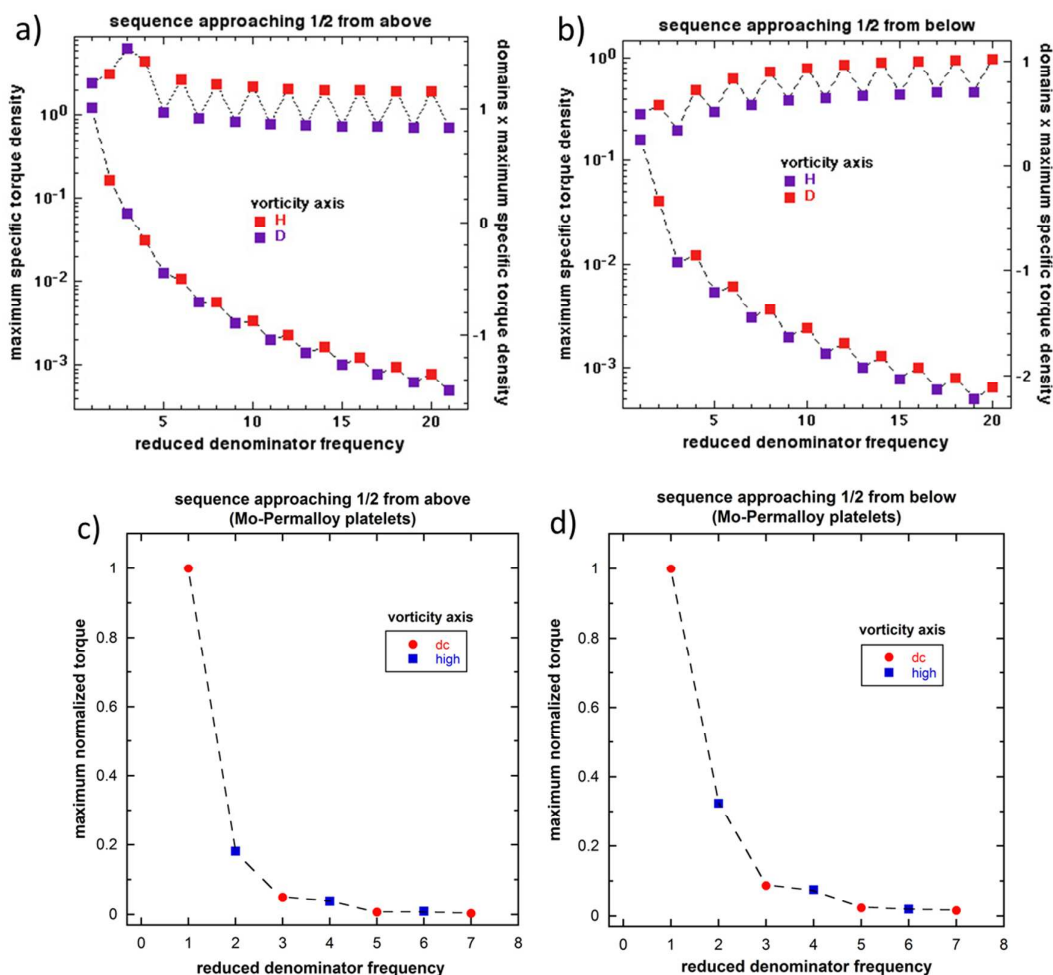 a)
sequence approaching 1/2 from above
maximum specific torque density
10^0
10^-1
10^-2
10^-3
vorticity axis
H
D
1
0
-1
domains x maximum specific torque density
5 10 15 20
reduced denominator frequency
b)
sequence approaching 1/2 from below
maximum specific torque density
10^0
10^-1
10^-2
10^-3
vorticity axis
H
D
1
0
-1
-2
domains x maximum specific torque density
5 10 15 20
reduced denominator frequency
c)
sequence approaching 1/2 from above
(Mo-Permalloy platelets)
maximum normalized torque
1
0.8
0.6
0.4
0.2
0
vorticity axis
dc
high
0 1 2 3 4 5 6 7 8
reduced denominator frequency
d)
sequence approaching 1/2 from below
(Mo-Permalloy platelets)
maximum normalized torque
1
0.8
0.6
0.4
0.2
0
vorticity axis
dc
high
0 1 2 3 4 5 6 7 8
reduced denominator frequency